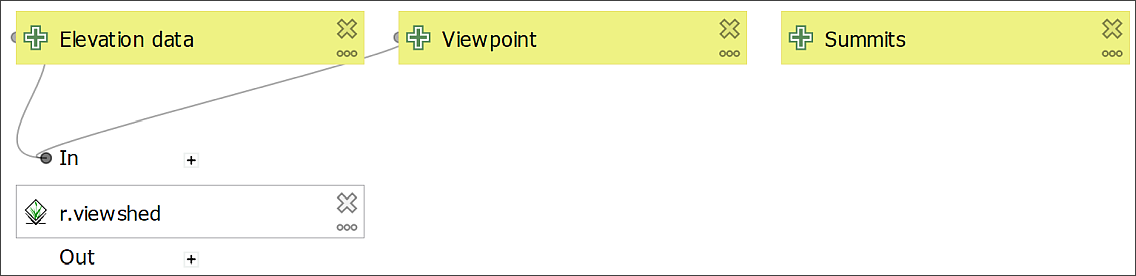 Elevation data
Viewpoint
Summits
In
r.viewshed
Out